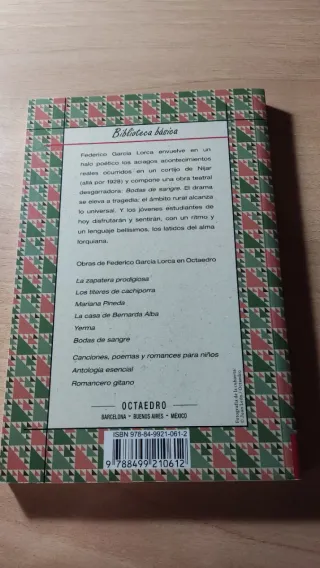 Biblioteca básica
Federico García Lorca envuelve en un
halo poético los aciagos acontecimientos
reales ocurridos en un cortijo de Níjar
(allá por 1928) y compone una obra teatral
desgarradora: Bodas de sangre. El drama
se eleva a tragedia; el ámbito rural alcanza
lo universal. Y los jóvenes estudiantes de
hoy disfrutarán y sentirán, con un ritmo y
un lenguaje bellísimos, los latidos del alma
lorquiana.
Obras de Federico García Lorca en Octaedro
La zapatera prodigiosa
Los títeres de cachiporra
Mariana Pineda
La casa de Bernarda Alba
Yerma
Bodas de sangre
Canciones, poemas y romances para niños
Antología esencial
Romancero gitano
OCTAEDRO
BARCELONA - BUENOS AIRES - MÉXICO
ISBN 978-84-9921-061-2
9 788499 210612